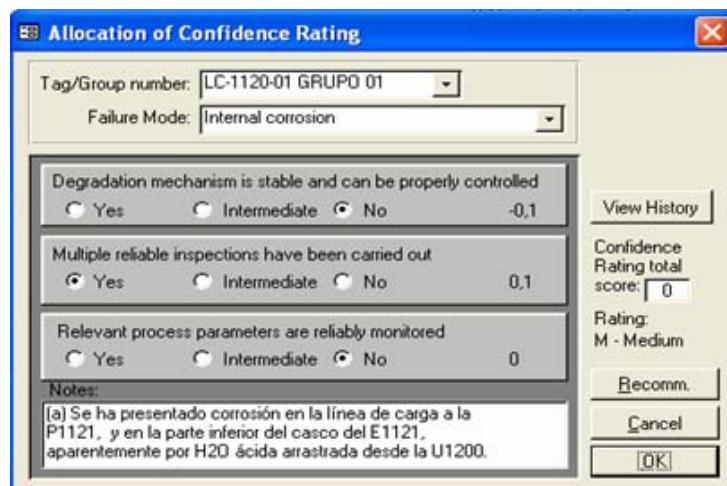 Allocation of Confidence Rating
Tag/Group number: LC-1120-01 GRUPO 01
Failure Mode: Internal corrosion
Degradation mechanism is stable and can be properly controlled
Yes Intermediate No -0,1
Multiple reliable inspections have been carried out
Yes Intermediate No 0,1
Relevant process parameters are reliably monitored
Yes Intermediate No 0
Notes:
(a) Se ha presentado corrosión en la línea de carga a la
P1121, y en la parte inferior del casco del E1121,
aparentemente por H2O ácida arrastrada desde la U1200.
View History
Confidence
Rating total
score: 0
Rating:
M - Medium
Recomm.
Cancel
OK